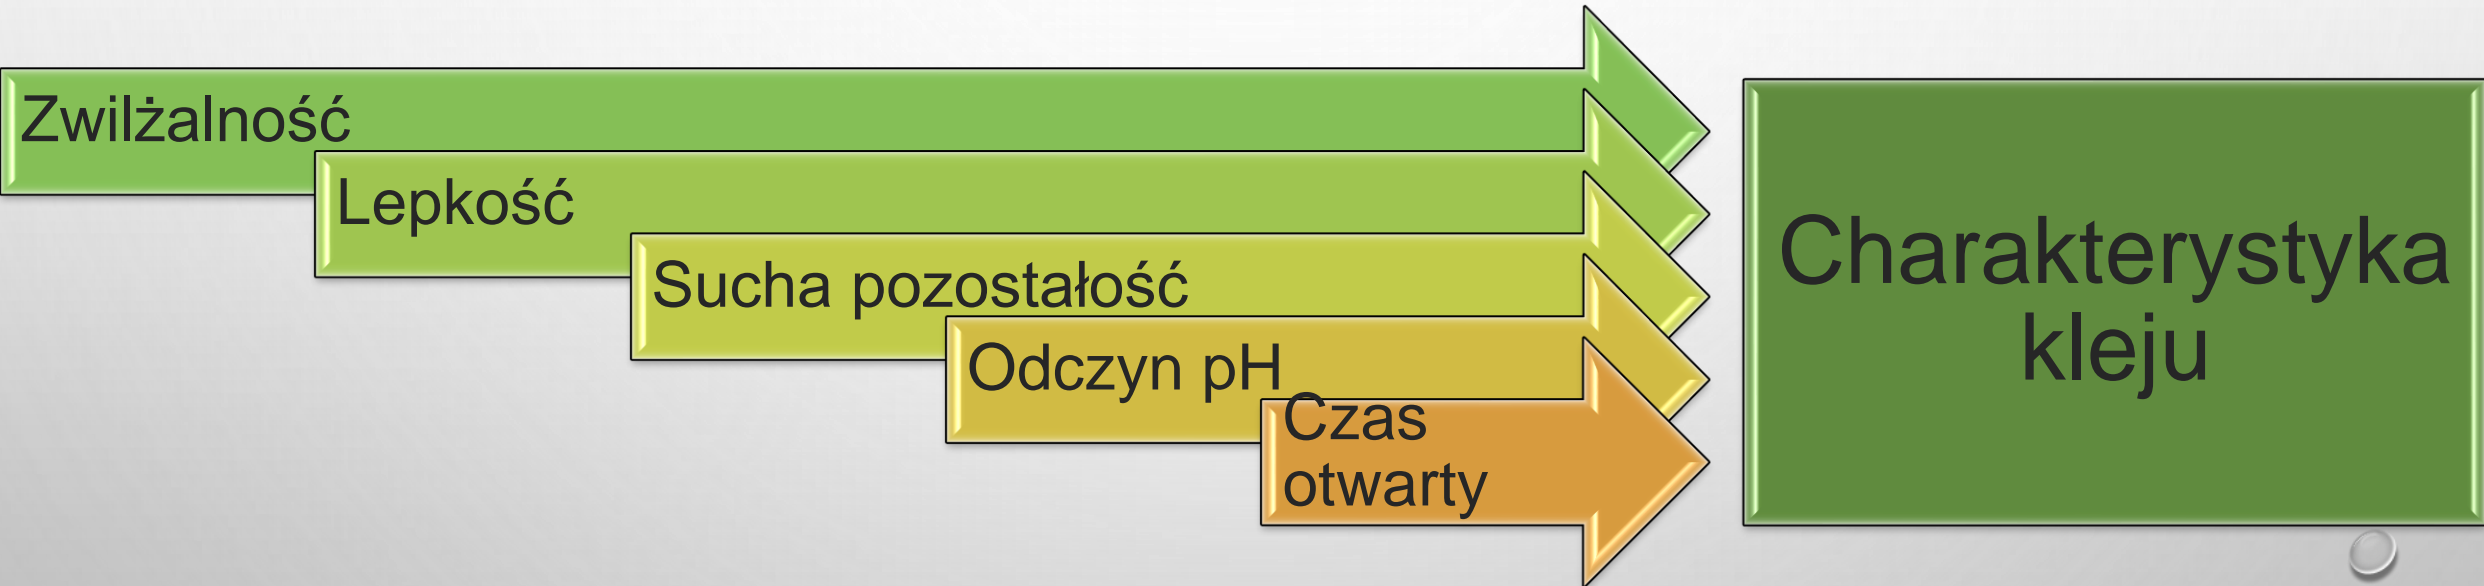 Zwilżalność
Lepkość
Sucha pozostałość
Odczyn pH
Czas
otwarty
Charakterystyka
kleju